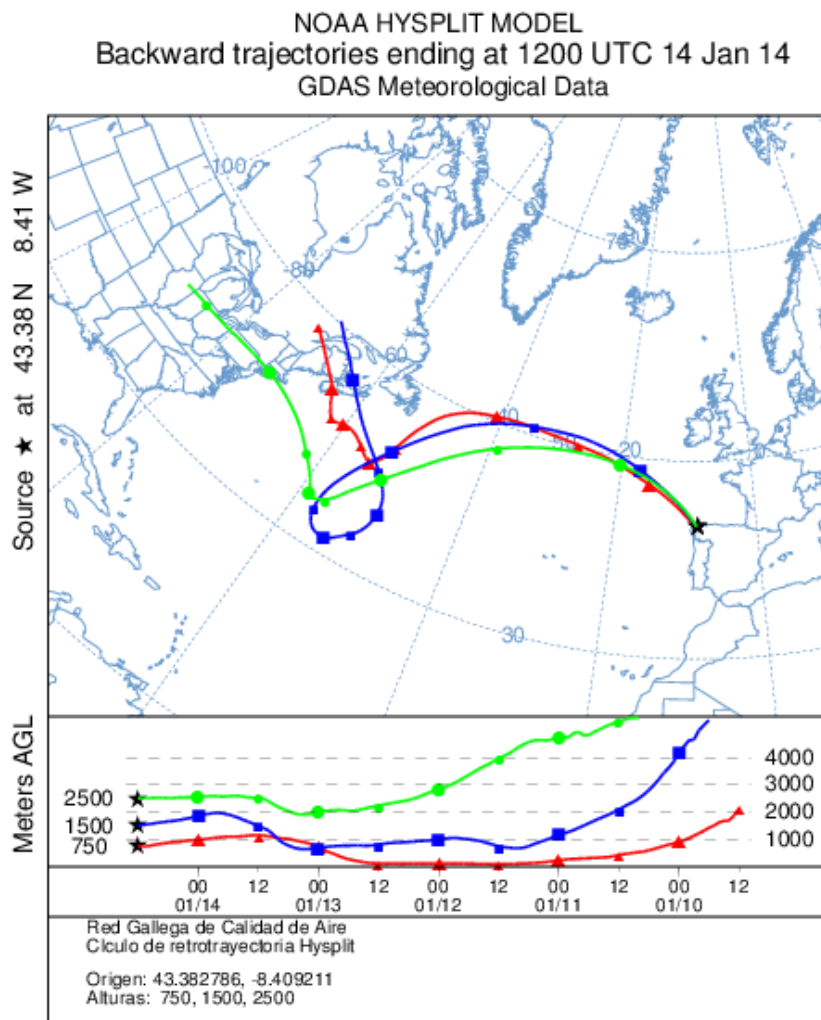 NOAA HYSPLIT MODEL
Backward trajectories ending at 1200 UTC 14 Jan 14
GDAS Meteorological Data
Source ★ at 43.38 N 8.41 W
-100
-80
70
60
40
20
30
Meters AGL
2500
1500
750
4000
3000
2000
1000
00 12 00 12 00 12 00 12 00 12
01/14 01/13 01/12 01/11 01/10
Red Gallega de Calidad de Aire
Clculo de retrotrayectoria Hysplit
Origen: 43.382786, -8.409211
Alturas: 750, 1500, 2500